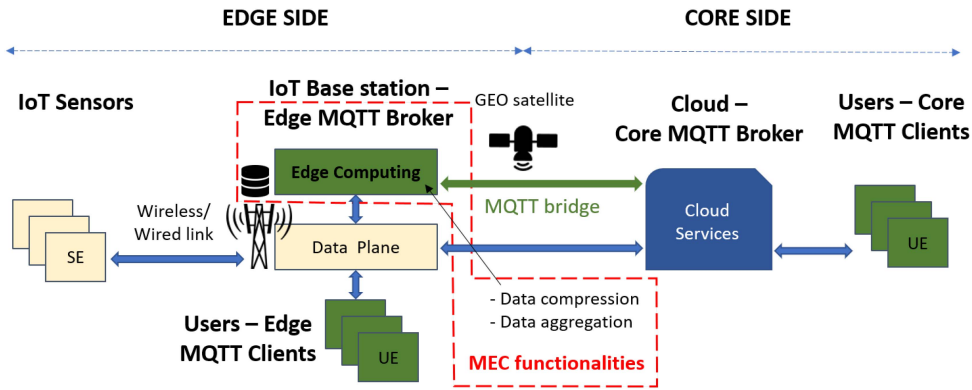 EDGE SIDE
CORE SIDE
IoT Sensors
IoT Base station –
Edge MQTT Broker
GEO satellite
Cloud –
Core MQTT Broker
Users – Core
MQTT Clients
Edge Computing
MQTT bridge
Wireless/
Wired link
SE
Data Plane
Cloud
Services
UE
- Data compression
- Data aggregation
Users – Edge
MQTT Clients
UE
MEC functionalities